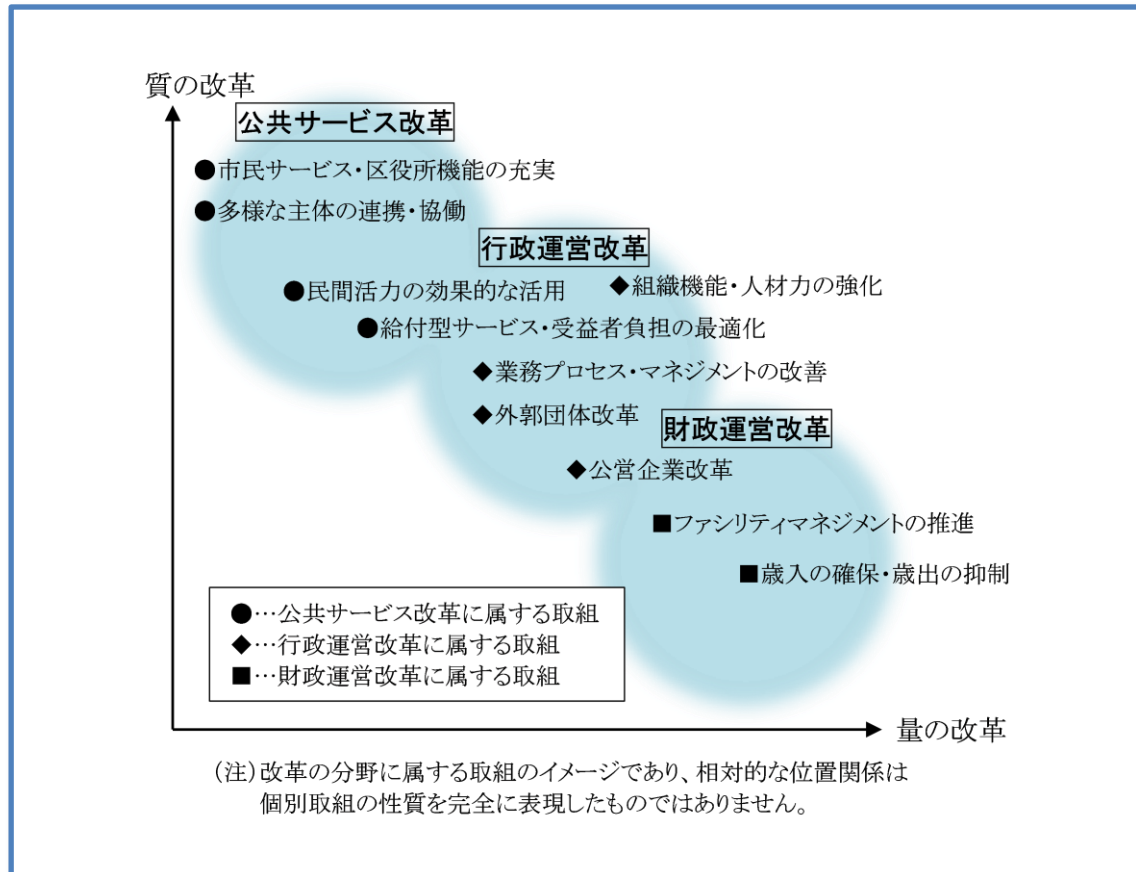 質の改革
公共サービス改革
●市民サービス・区役所機能の充実
●多様な主体の連携・協働
行政運営改革
●民間活力の効果的な活用
◆組織機能・人材力の強化
●給付型サービス・受益者負担の最適化
◆業務プロセス・マネジメントの改善
◆外郭団体改革
財政運営改革
◆公営企業改革
■ファシリティマネジメントの推進
■歳入の確保・歳出の抑制
●…公共サービス改革に属する取組
◆…行政運営改革に属する取組
■…財政運営改革に属する取組
量の改革
（注）改革の分野に属する取組のイメージであり、相対的な位置関係は
個別取組の性質を完全に表現したものではありません。